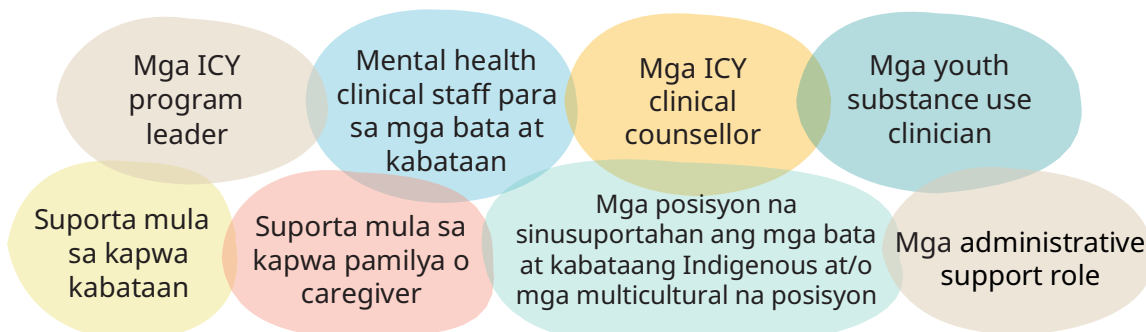 Mga ICY
program
leader
Mental health
clinical staff para
sa mga bata at
kabataan
Mga ICY
clinical
counsellor
Mga youth
substance use
clinician
Suporta mula
sa kapwa
kabataan
Suporta mula sa
kapwa pamilya o
caregiver
Mga posisyon na
sinusuportahan ang mga bata
at kabataang Indigenous at/o
mga multicultural na posisyon
Mga administrative
support role